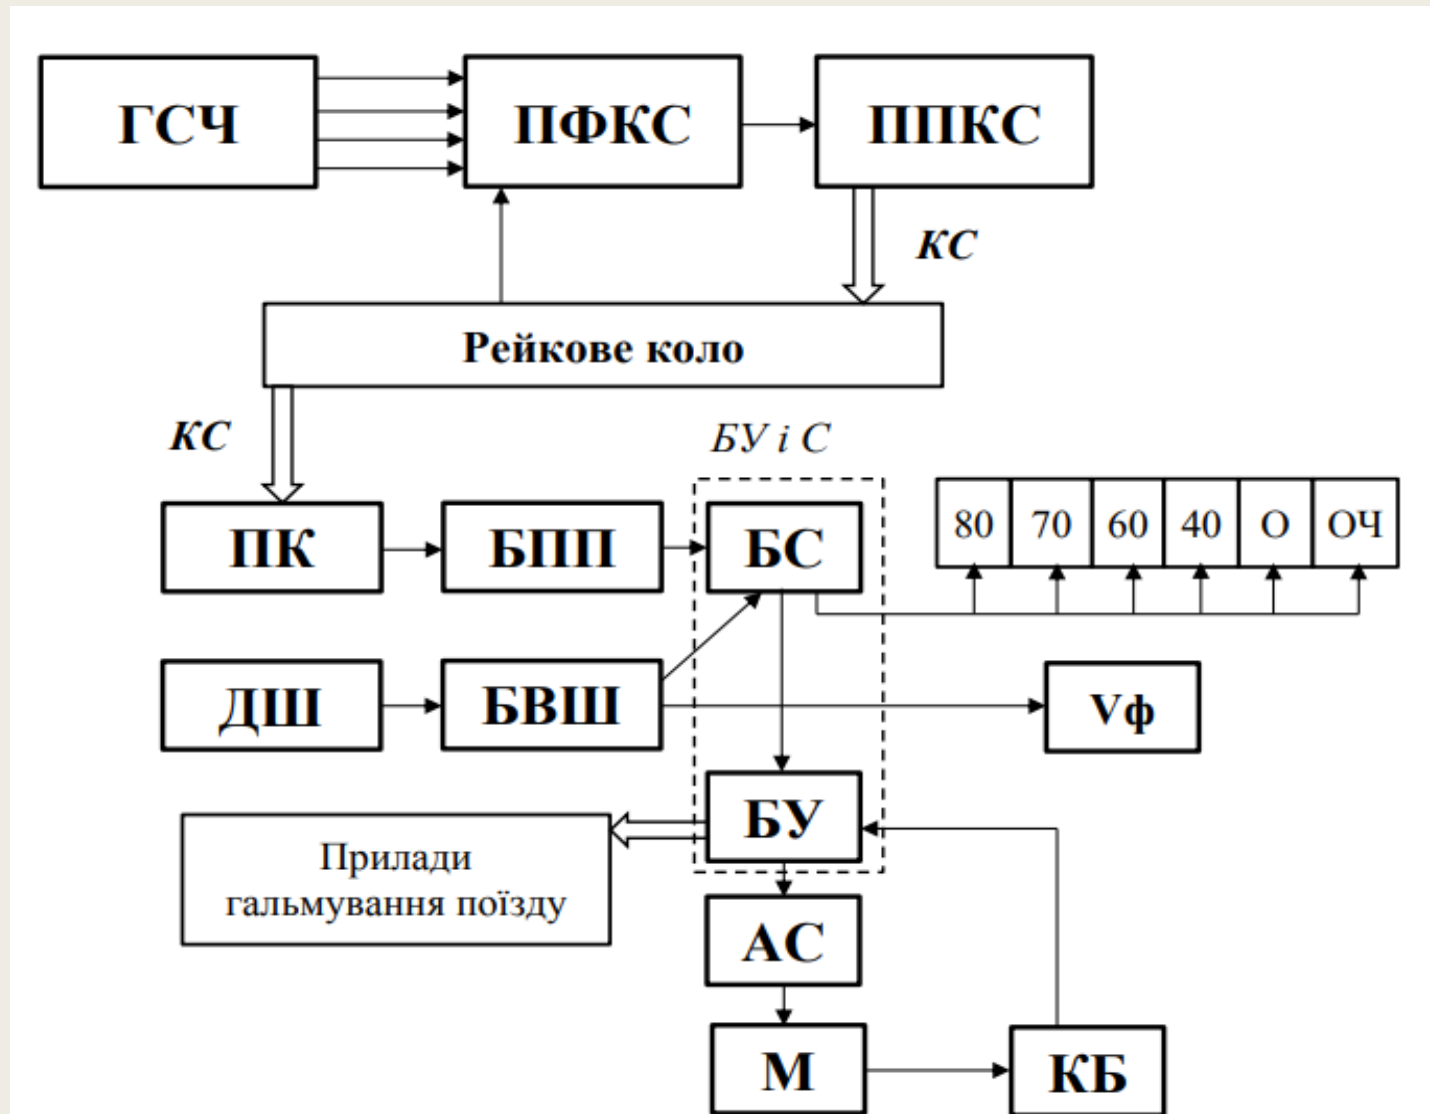 ГСЧ
ПФКС
ППКС
КС
Рейкове коло
КС
БУ і С
ПК
БПП
БС
80
70
60
40
О
ОЧ
ДШ
БВШ
Vф
БУ
Прилади
гальмування поїзду
АС
М
КБ